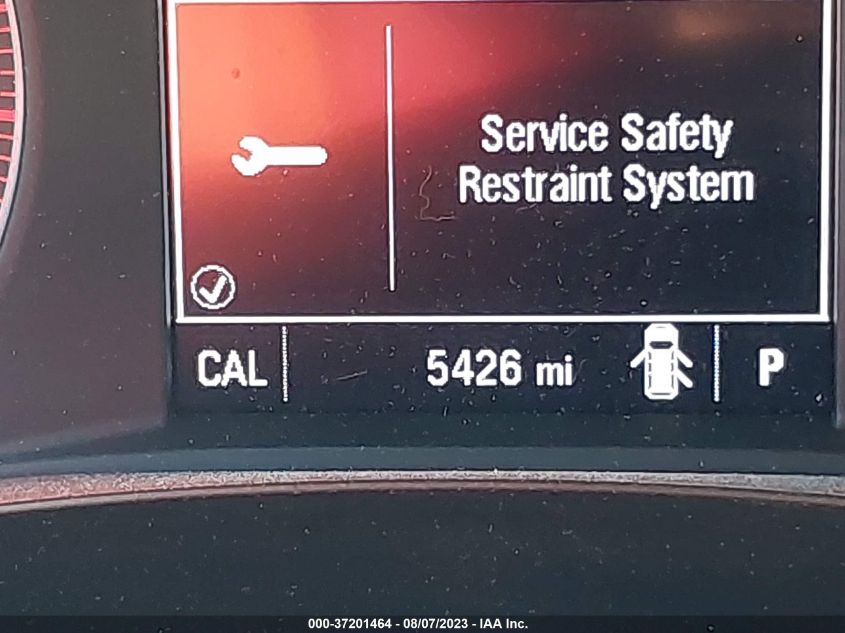 Service Safety
Restraint System
CAL 5426 mi P
000-37201464 - 08/07/2023 - IAA Inc.